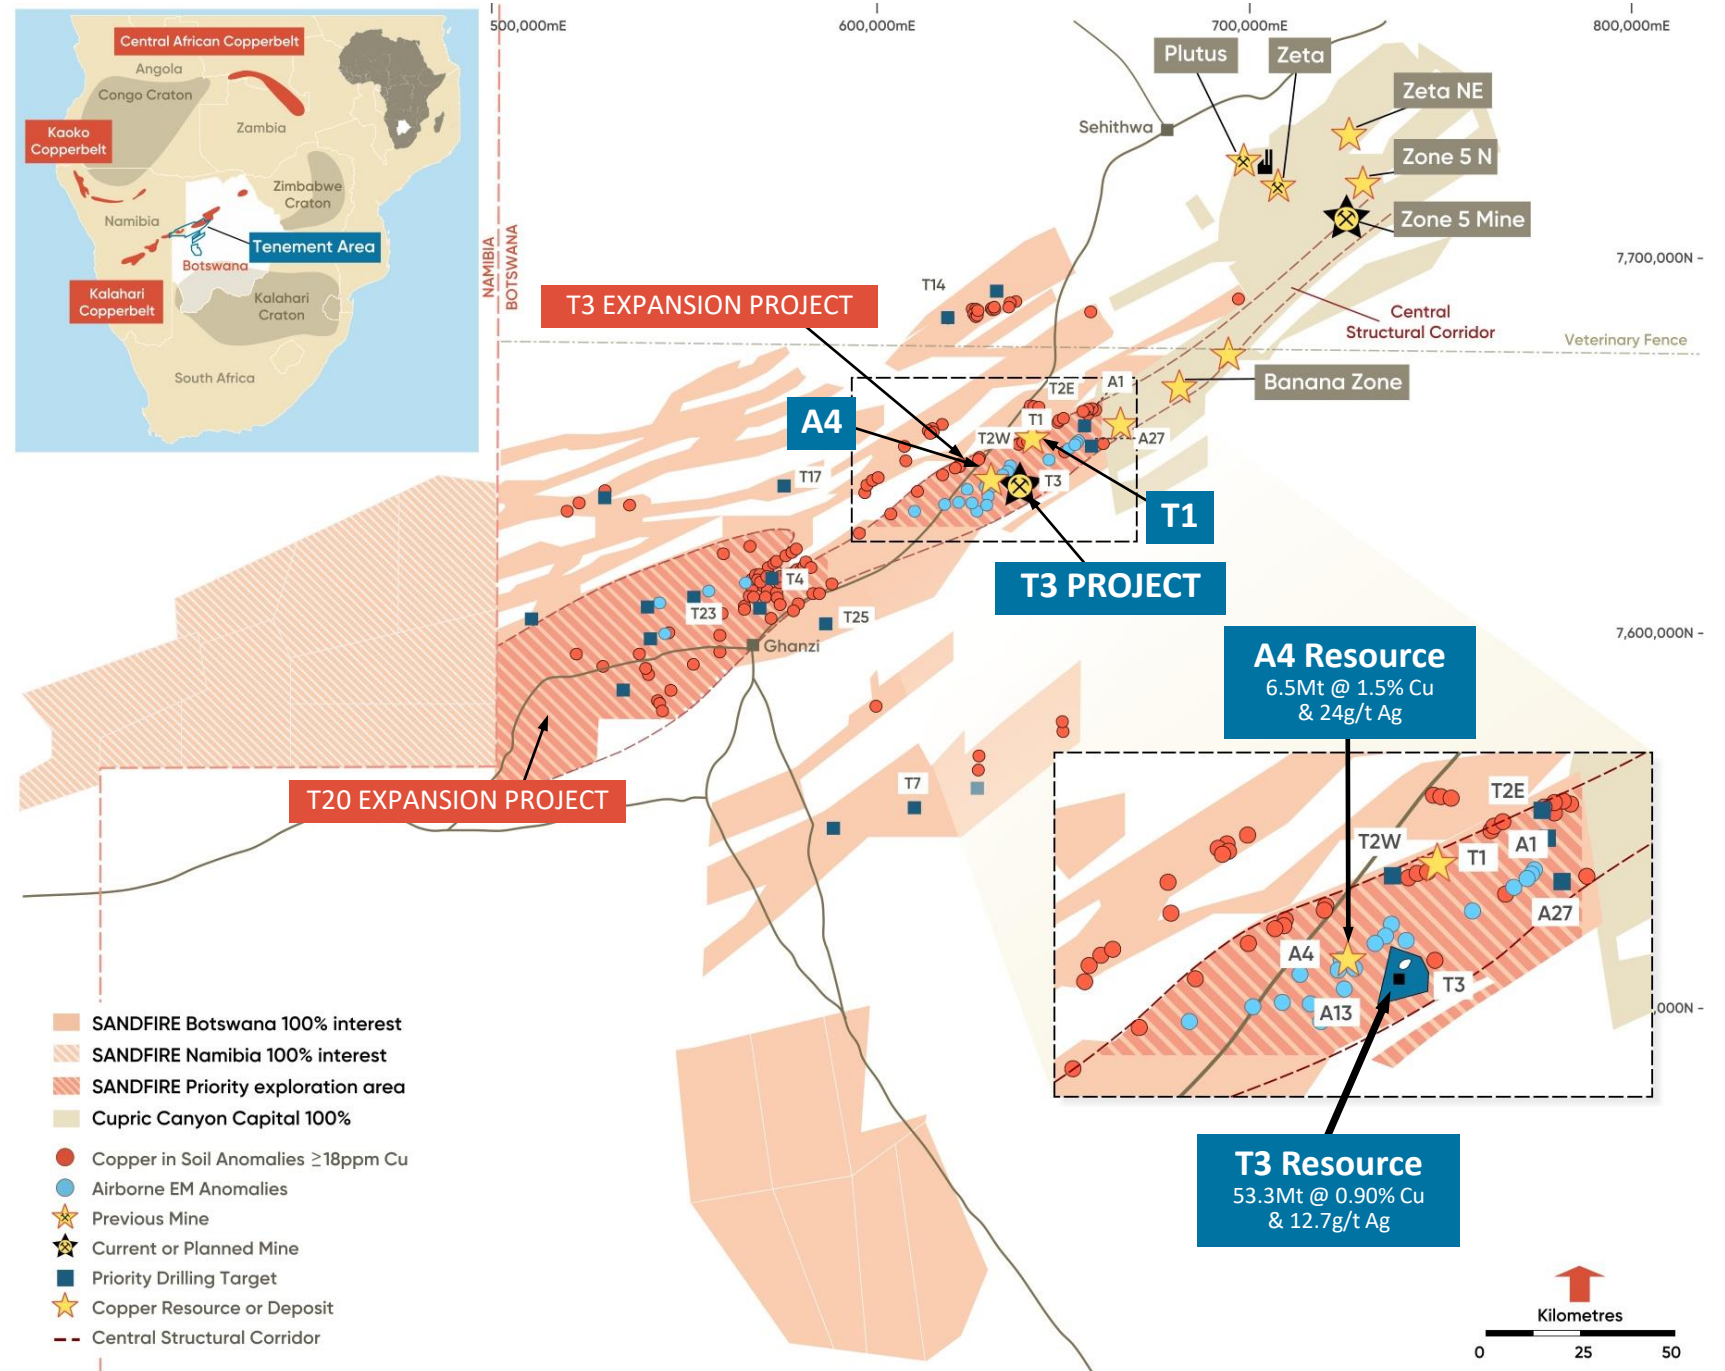 500,000mE
600,000mE
700,000mE
800,000mE
Central African Copperbelt
Angola
Congo Craton
Zambia
Kaoko
Copperbelt
Zimbabwe
Craton
Namibia
Tenement Area
Botswana
Kalahari
Copperbelt
Kalahari
Craton
South Africa
NAMIBIA
BOTSWANA
Plutus
Zeta
Zeta NE
Sehithwa
Zone 5 N
Zone 5 Mine
7,700,000N
T14
T3 EXPANSION PROJECT
Central
Structural Corridor
Veterinary Fence
A1
T2E
Banana Zone
A4
T1
T2W
A27
T17
T3
T1
T3 PROJECT
T4
T23
T25
Ghanzi
7,600,000N
A4 Resource
6.5Mt @ 1.5% Cu
& 24g/t Ag
T20 EXPANSION PROJECT
T7
T2E
T2W
T1
A1
A27
A4
T3
A13
,000N
T3 Resource
53.3Mt @ 0.90% Cu
& 12.7g/t Ag
SANDFIRE Botswana 100% interest
SANDFIRE Namibia 100% interest
SANDFIRE Priority exploration area
Cupric Canyon Capital 100%
Copper in Soil Anomalies ≥18ppm Cu
Airborne EM Anomalies
Previous Mine
Current or Planned Mine
Priority Drilling Target
Copper Resource or Deposit
Central Structural Corridor
Kilometres
0 25 50